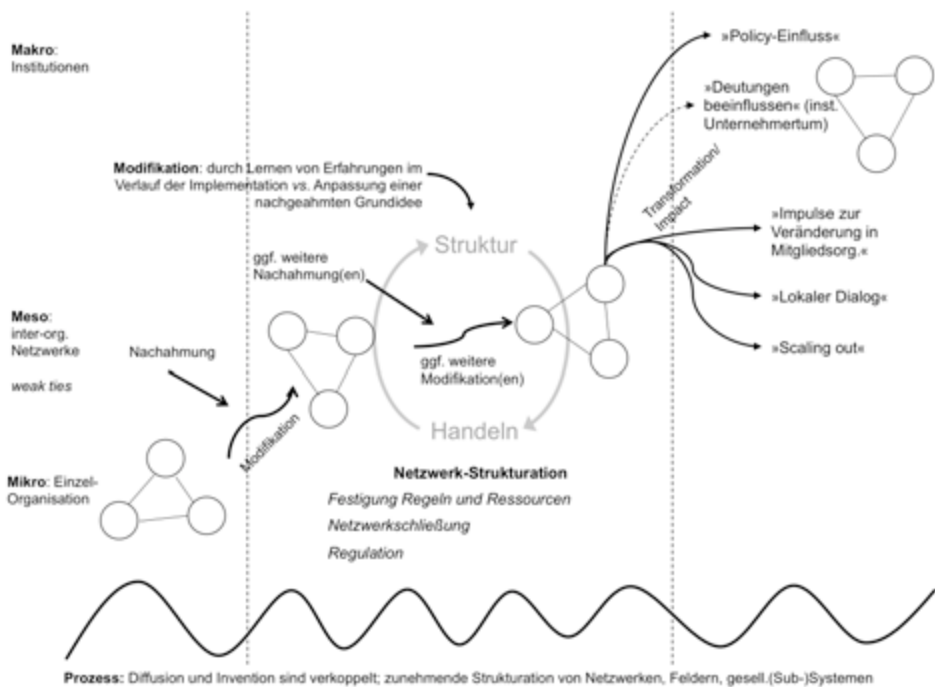 Makro:
Institutionen
»Policy-Einfluss«
»Deutungen
beeinflussen« (inst.
Unternehmertum)
Modifikation: durch Lernen von Erfahrungen im
Verlauf der Implementation vs. Anpassung einer
nachgeahmten Grundidee
Transformation/
Impact
Struktur
»Impulse zur
Veränderung in
Mitgliedsorg.«
ggf. weitere
Nachahmung(en)
»Lokaler Dialog«
Meso:
inter-org.
Netzwerke
weak ties
Nachahmung
»Scaling out«
ggf. weitere
Modifikation(en)
Modifikation
Handeln
Mikro: Einzel-
Organisation
Netzwerk-Strukturation
Festigung Regeln und Ressourcen
Netzwerkschließung
Regulation
Prozess: Diffusion und Invention sind verkoppelt; zunehmende Strukturation von Netzwerken, Feldern, gesell.(Sub-)Systemen